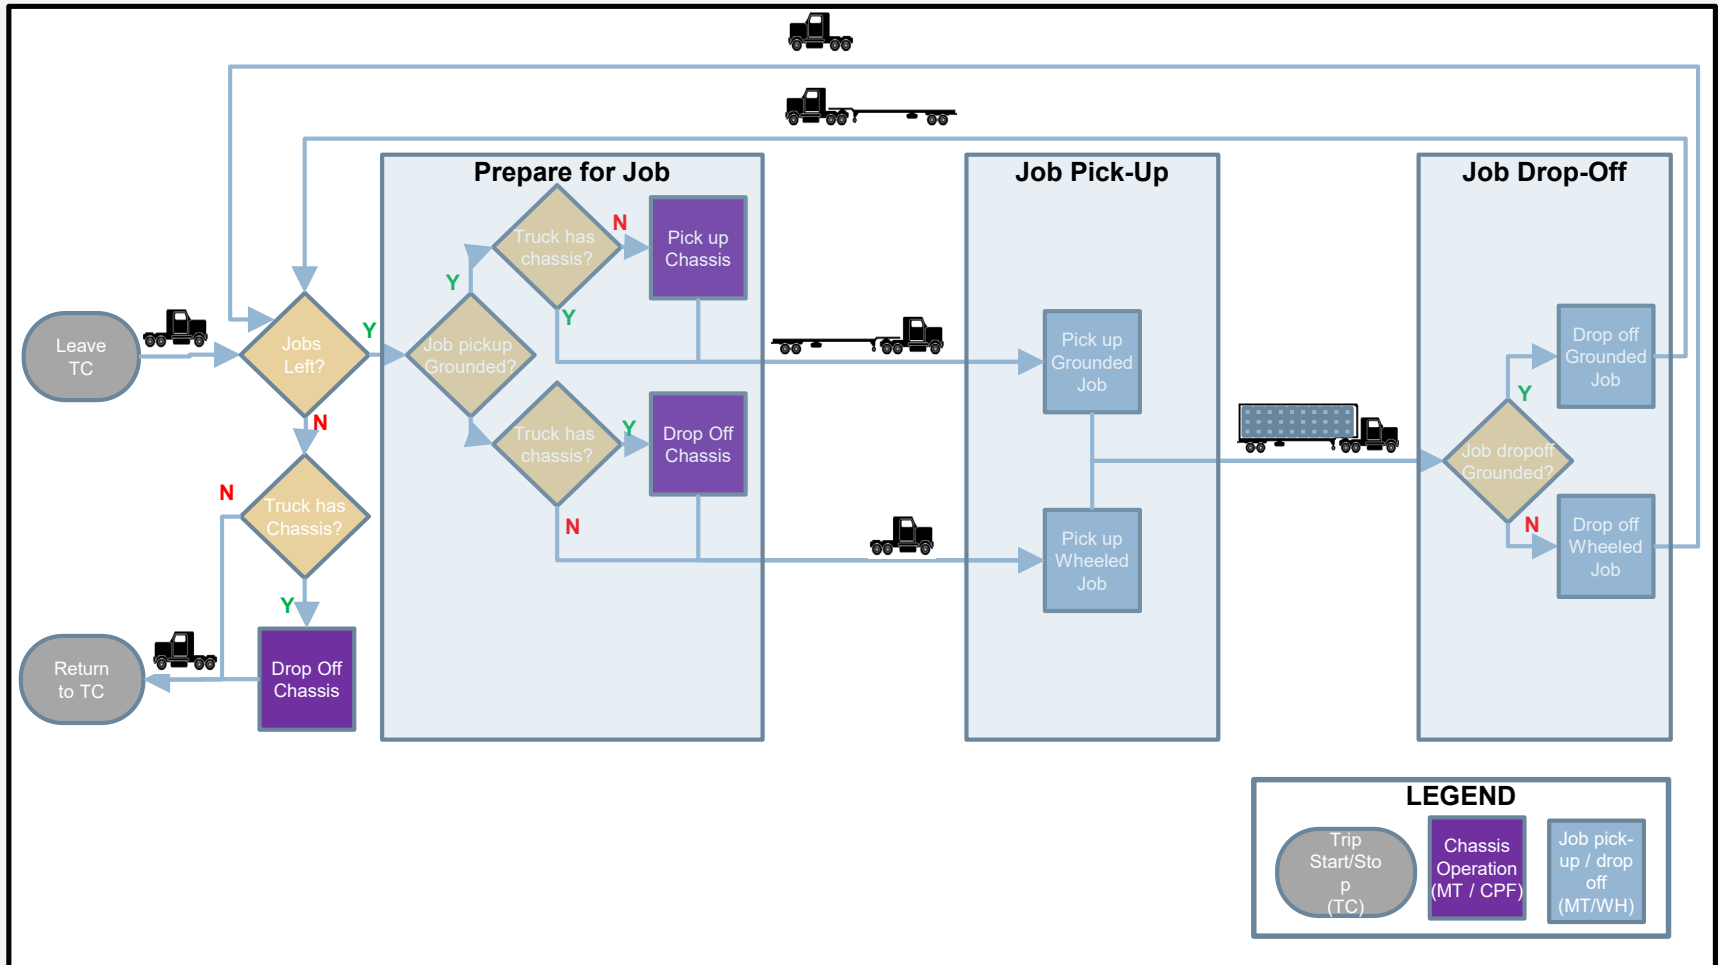 Prepare for Job
Job Pick-Up
Job Drop-Off
Leave
TC
Jobs
Left?
Y
N
Truck has
Chassis?
N
Y
Drop Off
Chassis
Return
to TC
Job pickup
Grounded?
Y
Truck has
chassis?
N
Y
Pick up
Chassis
Truck has
chassis?
Y
N
Drop Off
Chassis
Pick up
Grounded
Job
Pick up
Wheeled
Job
Job dropoff
Grounded?
Y
N
Drop off
Grounded
Job
Drop off
Wheeled
Job
LEGEND
Trip
Start/Sto
p
(TC)
Chassis
Operation
(MT / CPF)
Job pick-
up / drop
off
(MT/WH)